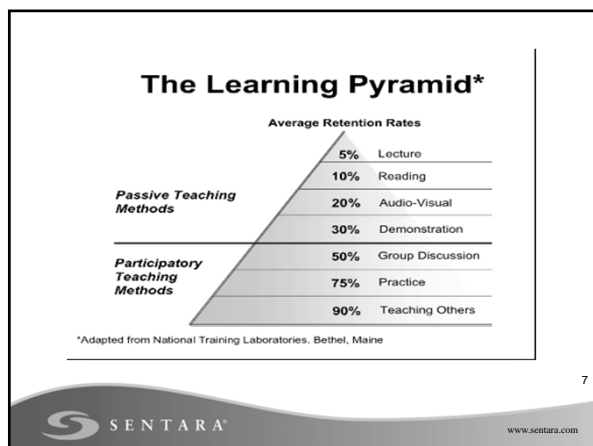 The Learning Pyramid*
Average Retention Rates
5% Lecture
10% Reading
Passive Teaching
Methods
20% Audio-Visual
30% Demonstration
Participatory
Teaching
Methods
50% Group Discussion
75% Practice
90% Teaching Others
*Adapted from National Training Laboratories. Bethel, Maine
7
SENTARA®
www.sentara.com